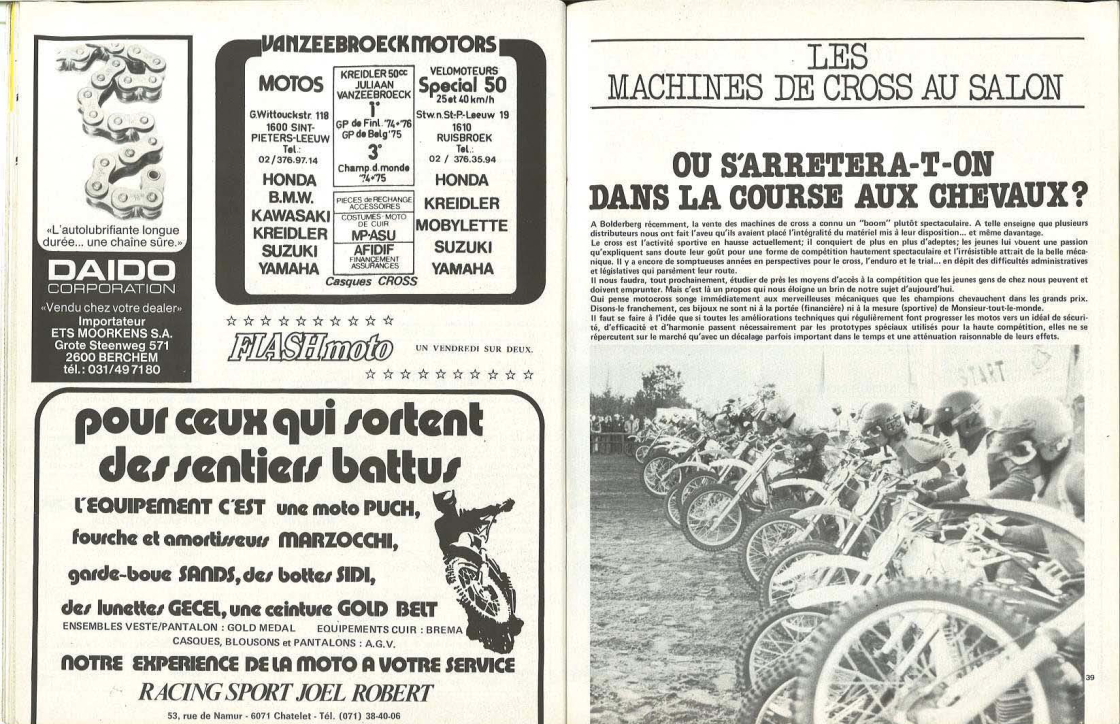 «L'autolubrifiante longue
durée... une chaîne sûre.»
DAIDO
CORPORATION
«Vendu chez votre dealer»
Importateur
ETS MOORKENS S.A.
Grote Steenweg 571
2600 BERCHEM
tél.: 031/49 71 80
VANZEEBROECK MOTORS
MOTOS
G.Wittouckstr. 118
1600 SINT-
PIETERS-LEEUW
Tel.:
02/376.97.14
HONDA
B.M.W.
KAWASAKI
KREIDLER
SUZUKI
YAMAHA
KREIDLER 50cc
JULIAAN
VANZEEBROECK
1°
GP de Finl. '74+'76
GP de Belg '75
3°
Champ.d.monde
'74+'75
PIECES de RECHANGE
ACCESSOIRES
COSTUMES-MOTO
DE CUIR
MP-ASU
AFIDIF
FINANCEMENT
ASSURANCES
Casques CROSS
VELOMOTEURS
Special 50
25 et 40 km/h
Stw.n.St-P.-Leeuw 19
1610
RUISBROEK
Tel.:
02 / 376.35.94
HONDA
KREIDLER
MOBYLETTE
SUZUKI
YAMAHA
FLASH moto
UN VENDREDI SUR DEUX.
pour ceux qui sortent
des sentiers battus
L'EQUIPEMENT C'EST une moto PUCH,
fourche et amortisseurs MARZOCCHI,
garde-boue SANDS, des bottes SIDI,
des lunettes GECEL, une ceinture GOLD BELT
ENSEMBLES VESTE/PANTALON : GOLD MEDAL EQUIPEMENTS CUIR : BREMA
CASQUES, BLOUSONS et PANTALONS : A.G.V.
NOTRE EXPERIENCE DE LA MOTO A VOTRE SERVICE
RACING SPORT JOEL ROBERT
53, rue de Namur - 6071 Chatelet - Tél. (071) 38-40-06
LES
MACHINES DE CROSS AU SALON
OU S'ARRETERA-T-ON
DANS LA COURSE AUX CHEVAUX ?
A Bolderberg récemment, la vente des machines de cross a connu un "boom" plutôt spectaculaire. A telle enseigne que plusieurs
distributeurs nous ont fait l'aveu qu'ils avaient placé l'intégralité du matériel mis à leur disposition... et même davantage.
Le cross est l'activité sportive en hausse actuellement; il conquiert de plus en plus d'adeptes; les jeunes lui vouent une passion
qu'expliquent sans doute leur goût pour une forme de compétition hautement spectaculaire et l'irrésistible attrait de la belle méca-
nique. Il y a encore de somptueuses années en perspectives pour le cross, l'enduro et le trial... en dépit des difficultés administratives
et législatives qui parsèment leur route.
Il nous faudra, tout prochainement, étudier de près les moyens d'accès à la compétition que les jeunes gens de chez nous peuvent et
doivent emprunter. Mais c'est là un propos qui nous éloigne un brin de notre sujet d'aujourd'hui.
Qui pense motocross songe immédiatement aux merveilleuses mécaniques que les champions chevauchent dans les grands prix.
Disons-le franchement, ces bijoux ne sont ni à la portée (financière) ni à la mesure (sportive) de Monsieur-tout-le-monde.
Il faut se faire à l'idée que si toutes les améliorations techniques qui régulièrement font progresser les motos vers un idéal de sécuri-
té, d'efficacité et d'harmonie passent nécessairement par les prototypes spéciaux utilisés pour la haute compétition, elles ne se
répercutent sur le marché qu'avec un décalage parfois important dans le temps et une atténuation raisonnable de leurs effets.
START
39